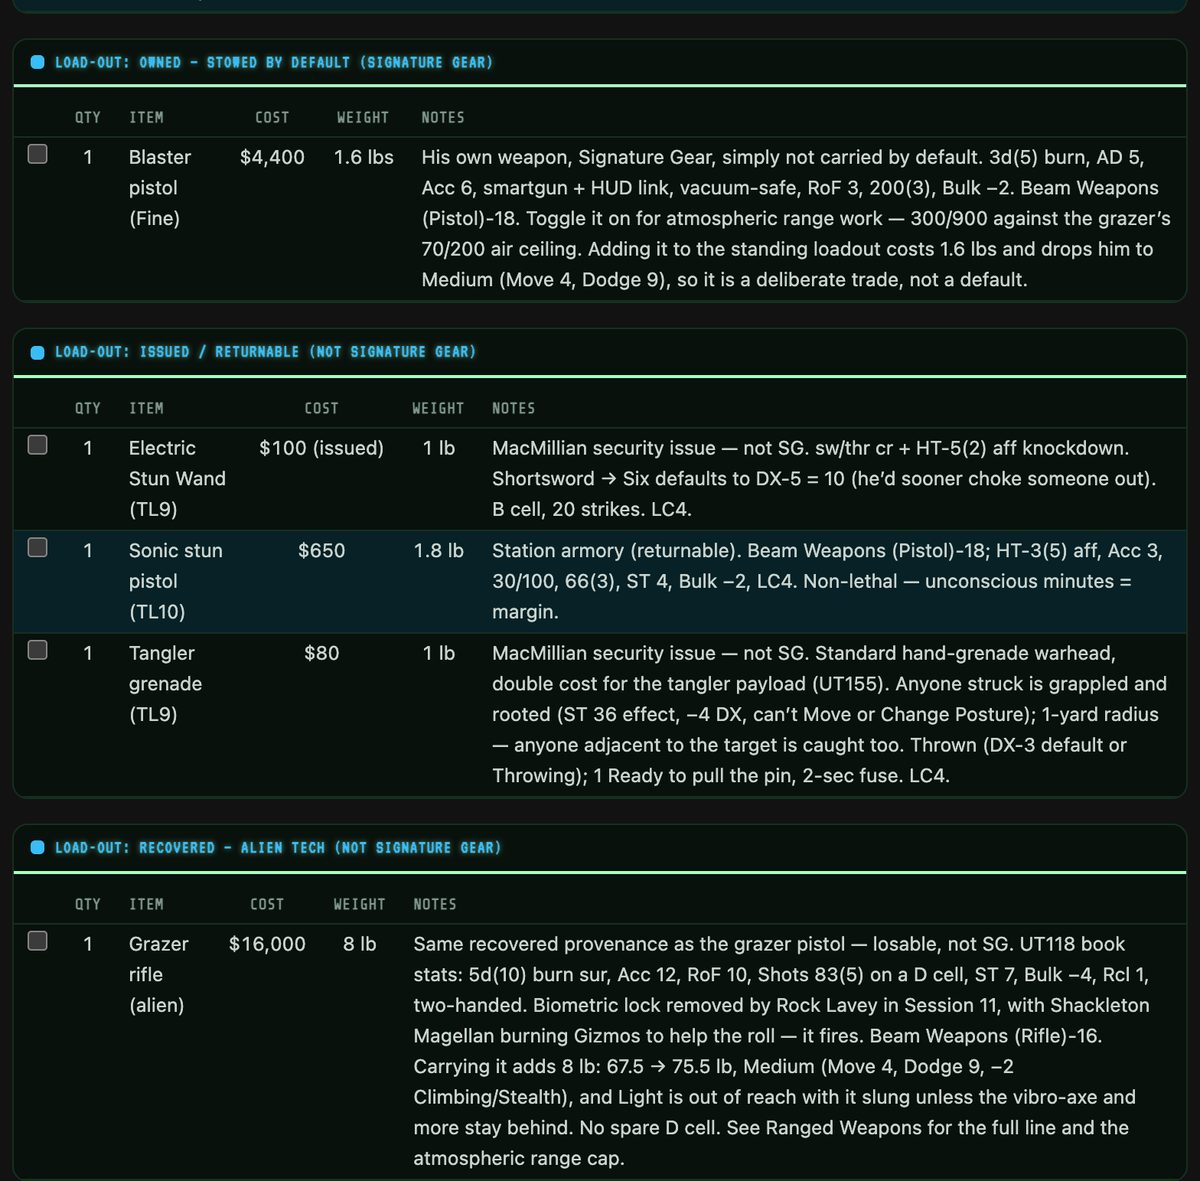 LOAD-OUT: OWNED – STOWED BY DEFAULT (SIGNATURE GEAR)
QTY ITEM COST WEIGHT NOTES
1 Blaster pistol (Fine) $4,400 1.6 lbs His own weapon, Signature Gear, simply not carried by default. 3d(5) burn, AD 5,
Acc 6, smartgun + HUD link, vacuum-safe, RoF 3, 200(3), Bulk −2. Beam Weapons
(Pistol)-18. Toggle it on for atmospheric range work — 300/900 against the grazer’s
70/200 air ceiling. Adding it to the standing loadout costs 1.6 lbs and drops him to
Medium (Move 4, Dodge 9), so it is a deliberate trade, not a default.
LOAD-OUT: ISSUED / RETURNABLE (NOT SIGNATURE GEAR)
QTY ITEM COST WEIGHT NOTES
1 Electric Stun Wand (TL9) $100 (issued) 1 lb MacMillian security issue — not SG. sw/thr cr + HT-5(2) aff knockdown.
Shortsword → Six defaults to DX-5 = 10 (he’d sooner choke someone out).
B cell, 20 strikes. LC4.
1 Sonic stun pistol (TL10) $650 1.8 lb Station armory (returnable). Beam Weapons (Pistol)-18; HT-3(5) aff, Acc 3,
30/100, 66(3), ST 4, Bulk −2, LC4. Non-lethal — unconscious minutes =
margin.
1 Tangler grenade (TL9) $80 1 lb MacMillian security issue — not SG. Standard hand-grenade warhead,
double cost for the tangler payload (UT155). Anyone struck is grappled and
rooted (ST 36 effect, −4 DX, can’t Move or Change Posture); 1-yard radius
— anyone adjacent to the target is caught too. Thrown (DX-3 default or
Throwing); 1 Ready to pull the pin, 2-sec fuse. LC4.
LOAD-OUT: RECOVERED – ALIEN TECH (NOT SIGNATURE GEAR)
QTY ITEM COST WEIGHT NOTES
1 Grazer rifle (alien) $16,000 8 lb Same recovered provenance as the grazer pistol — losable, not SG. UT118 book
stats: 5d(10) burn sur, Acc 12, RoF 10, Shots 83(5) on a D cell, ST 7, Bulk −4, Rcl 1,
two-handed. Biometric lock removed by Rock Lavey in Session 11, with Shackleton
Magellan burning Gizmos to help the roll — it fires. Beam Weapons (Rifle)-16.
Carrying it adds 8 lb: 67.5 → 75.5 lb, Medium (Move 4, Dodge 9, −2
Climbing/Stealth), and Light is out of reach with it slung unless the vibro-axe and
more stay behind. No spare D cell. See Ranged Weapons for the full line and the
atmospheric range cap.